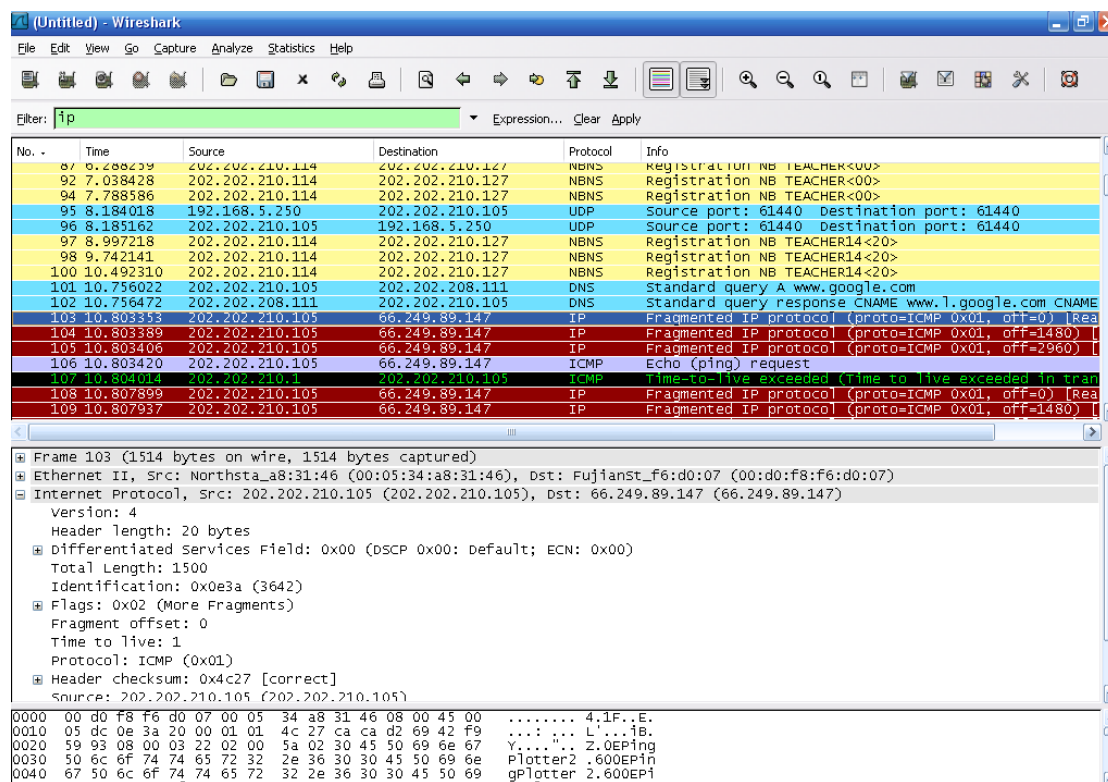 (Untitled) - Wireshark
File Edit View Go Capture Analyze Statistics Help
Filter: ip Expression... Clear Apply
No. - Time Source Destination Protocol Info
87 6.288259 202.202.210.114 202.202.210.127 NBNS Registration NB TEACHER<00>
92 7.038428 202.202.210.114 202.202.210.127 NBNS Registration NB TEACHER<00>
94 7.788586 202.202.210.114 202.202.210.127 NBNS Registration NB TEACHER<00>
95 8.184018 192.168.5.250 202.202.210.105 UDP Source port: 61440 Destination port: 61440
96 8.185162 202.202.210.105 192.168.5.250 UDP Source port: 61440 Destination port: 61440
97 8.997218 202.202.210.114 202.202.210.127 NBNS Registration NB TEACHER14<20>
98 9.742141 202.202.210.114 202.202.210.127 NBNS Registration NB TEACHER14<20>
100 10.492310 202.202.210.114 202.202.210.127 NBNS Registration NB TEACHER14<20>
101 10.756022 202.202.210.105 202.202.208.111 DNS Standard query A www.google.com
102 10.756472 202.202.208.111 202.202.210.105 DNS Standard query response CNAME www.l.google.com CNAME
103 10.803353 202.202.210.105 66.249.89.147 IP Fragmented IP protocol (proto=ICMP 0x01, off=0) [Rea
104 10.803389 202.202.210.105 66.249.89.147 IP Fragmented IP protocol (proto=ICMP 0x01, off=1480) [
105 10.803406 202.202.210.105 66.249.89.147 IP Fragmented IP protocol (proto=ICMP 0x01, off=2960) [
106 10.803420 202.202.210.105 66.249.89.147 ICMP Echo (ping) request
107 10.804014 202.202.210.1 202.202.210.105 ICMP Time-to-live exceeded (Time to live exceeded in tran
108 10.807899 202.202.210.105 66.249.89.147 IP Fragmented IP protocol (proto=ICMP 0x01, off=0) [Rea
109 10.807937 202.202.210.105 66.249.89.147 IP Fragmented IP protocol (proto=ICMP 0x01, off=1480) [
Frame 103 (1514 bytes on wire, 1514 bytes captured)
Ethernet II, Src: Northsta_a8:31:46 (00:05:34:a8:31:46), Dst: FujianSt_f6:d0:07 (00:d0:f8:f6:d0:07)
Internet Protocol, Src: 202.202.210.105 (202.202.210.105), Dst: 66.249.89.147 (66.249.89.147)
Version: 4
Header length: 20 bytes
Differentiated Services Field: 0x00 (DSCP 0x00: Default; ECN: 0x00)
Total Length: 1500
Identification: 0x0e3a (3642)
Flags: 0x02 (More Fragments)
Fragment offset: 0
Time to live: 1
Protocol: ICMP (0x01)
Header checksum: 0x4c27 [correct]
Source: 202.202.210.105 (202.202.210.105)
0000 00 d0 f8 f6 d0 07 00 05 34 a8 31 46 08 00 45 00 ........ 4.1F..E.
0010 05 dc 0e 3a 20 00 01 01 4c 27 ca ca d2 69 42 f9 ...: ... L'...iB.
0020 59 93 08 00 03 22 02 00 5a 02 30 45 50 69 6e 67 Y....".. Z.0EPing
0030 50 6c 6f 74 74 65 72 32 2e 36 30 30 45 50 69 6e Plotter2 .600EPin
0040 67 50 6c 6f 74 74 65 72 32 2e 36 30 30 45 50 69 gPlotter 2.600EPi